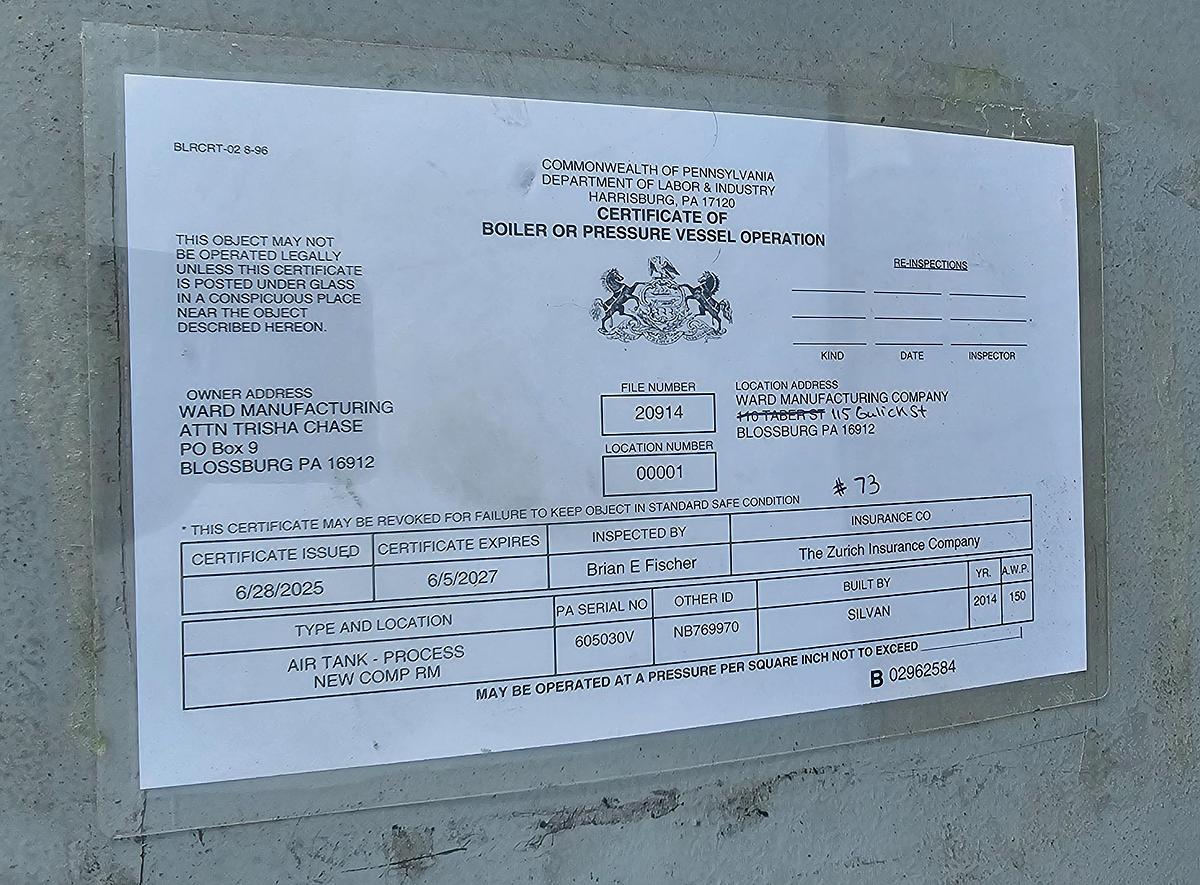 BLRCRT-02 8-96
COMMONWEALTH OF PENNSYLVANIA
DEPARTMENT OF LABOR & INDUSTRY
HARRISBURG, PA 17120
CERTIFICATE OF
BOILER OR PRESSURE VESSEL OPERATION
THIS OBJECT MAY NOT
BE OPERATED LEGALLY
UNLESS THIS CERTIFICATE
IS POSTED UNDER GLASS
IN A CONSPICUOUS PLACE
NEAR THE OBJECT
DESCRIBED HEREON.
RE-INSPECTIONS
KIND DATE INSPECTOR
OWNER ADDRESS
WARD MANUFACTURING
ATTN TRISHA CHASE
PO Box 9
BLOSSBURG PA 16912
FILE NUMBER
20914
LOCATION NUMBER
00001
LOCATION ADDRESS
WARD MANUFACTURING COMPANY
110 TABER ST 115 Gulick St
BLOSSBURG PA 16912
# 73
* THIS CERTIFICATE MAY BE REVOKED FOR FAILURE TO KEEP OBJECT IN STANDARD SAFE CONDITION
CERTIFICATE ISSUED CERTIFICATE EXPIRES INSPECTED BY INSURANCE CO
6/28/2025 6/5/2027 Brian E Fischer The Zurich Insurance Company
TYPE AND LOCATION PA SERIAL NO OTHER ID BUILT BY YR. A.W.P.
AIR TANK - PROCESS 605030V NB769970 SILVAN 2014 150
NEW COMP RM
MAY BE OPERATED AT A PRESSURE PER SQUARE INCH NOT TO EXCEED
B 02962584